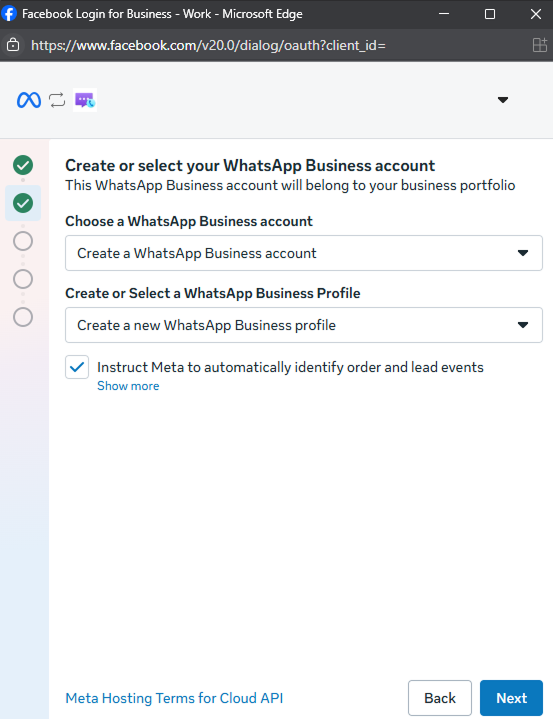 Facebook Login for Business - Work - Microsoft Edge
https://www.facebook.com/v20.0/dialog/oauth?client_id=
Create or select your WhatsApp Business account
This WhatsApp Business account will belong to your business portfolio
Choose a WhatsApp Business account
Create a WhatsApp Business account
Create or Select a WhatsApp Business Profile
Create a new WhatsApp Business profile
Instruct Meta to automatically identify order and lead events
Show more
Meta Hosting Terms for Cloud API
Back
Next